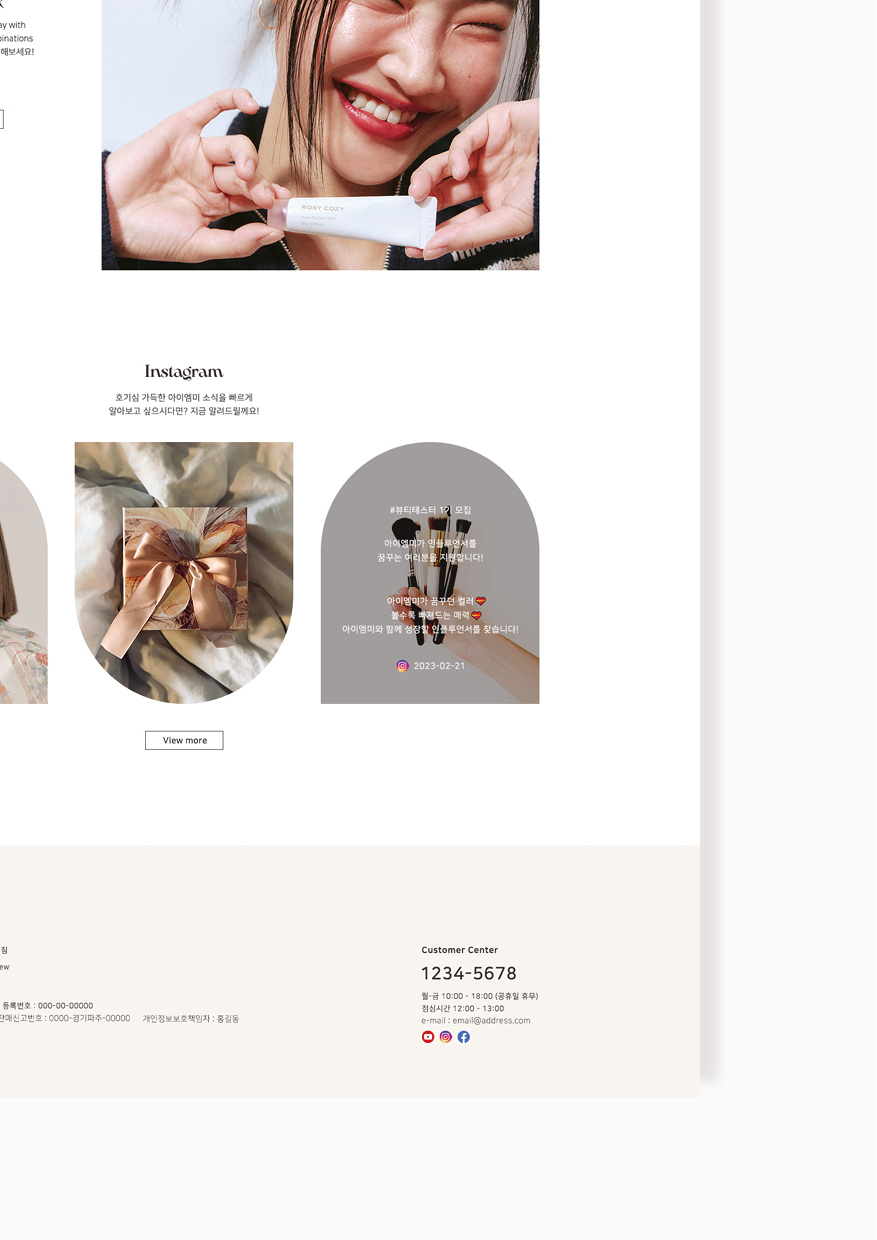 ay with
binations
해보세요!
ROSY COZY
Instagram
호기심 가득한 아이엠미 소식을 빠르게
알아보고 싶으시다면? 지금 알려드릴께요!
#뷰티테스터 1기 모집
아이엠미가 인플루언서를
꿈꾸는 여러분을 지원합니다!
아이엠미가 꿈꾸던 컬러 💝
볼수록 빠져드는 매력 💝
아이엠미와 함께 성장할 인플루언서를 찾습니다!
2023-02-21
View more
침
ew
등록번호 : 000-00-00000
판매신고번호 : 0000-경기파주-00000 개인정보보호책임자 : 홍길동
Customer Center
1234-5678
월-금 10:00 - 18:00 (공휴일 휴무)
점심시간 12:00 - 13:00
e-mail : email@address.com